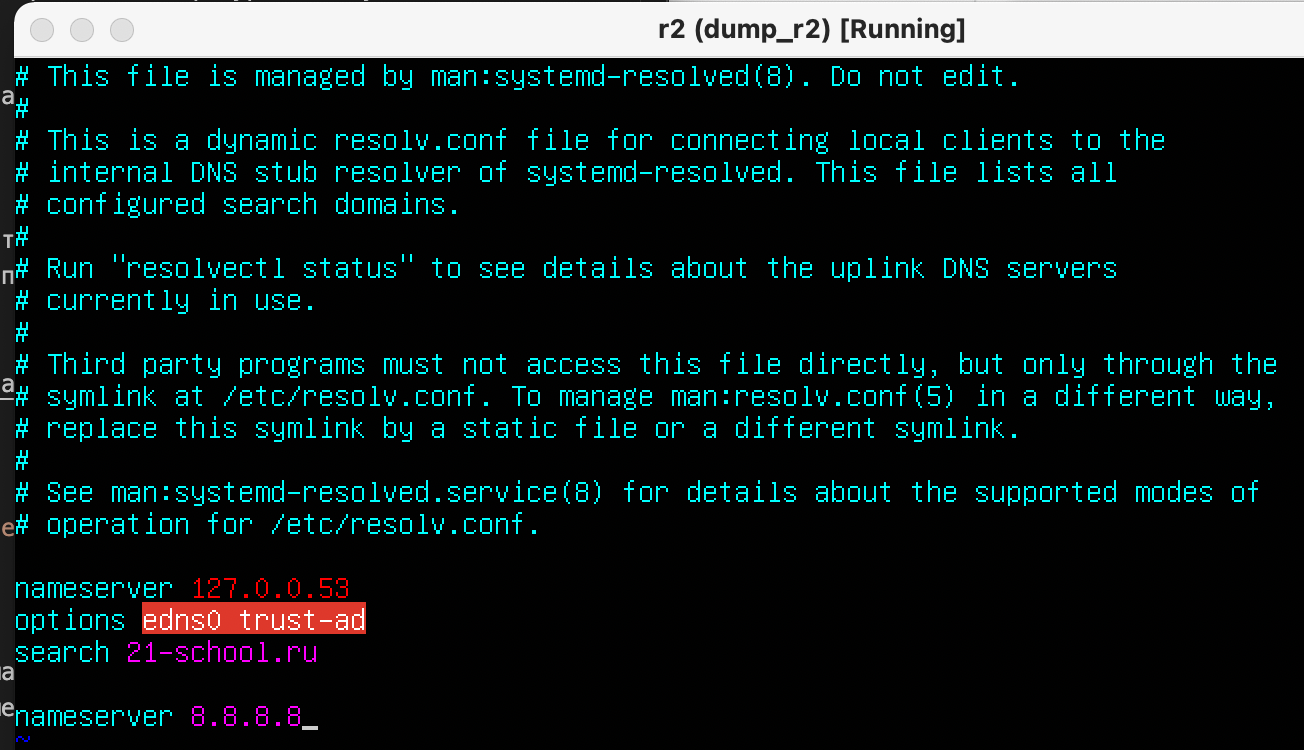 r2 (dump_r2) [Running]
# This file is managed by man:systemd-resolved(8). Do not edit.
#
# This is a dynamic resolv.conf file for connecting local clients to the
# internal DNS stub resolver of systemd-resolved. This file lists all
# configured search domains.
#
# Run "resolvectl status" to see details about the uplink DNS servers
# currently in use.
#
# Third party programs must not access this file directly, but only through the
# symlink at /etc/resolv.conf. To manage man:resolv.conf(5) in a different way,
# replace this symlink by a static file or a different symlink.
#
# See man:systemd-resolved.service(8) for details about the supported modes of
# operation for /etc/resolv.conf.
nameserver 127.0.0.53
options edns0 trust-ad
search 21-school.ru
nameserver 8.8.8.8_
~